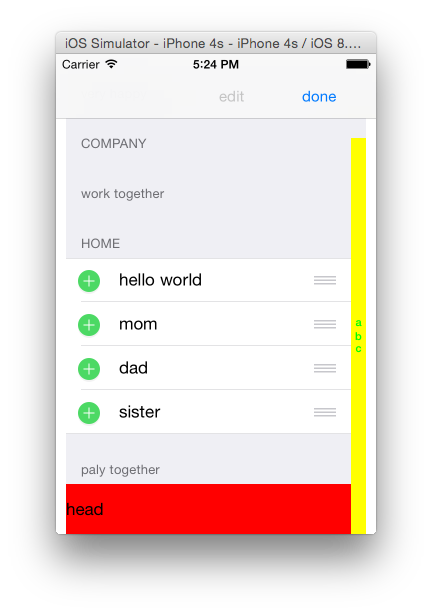 iOS Simulator - iPhone 4s - iPhone 4s / iOS 8....
Carrier 5:24 PM
edit done
COMPANY
work together
HOME
hello world
mom
dad
sister
a
b
c
paly together
head